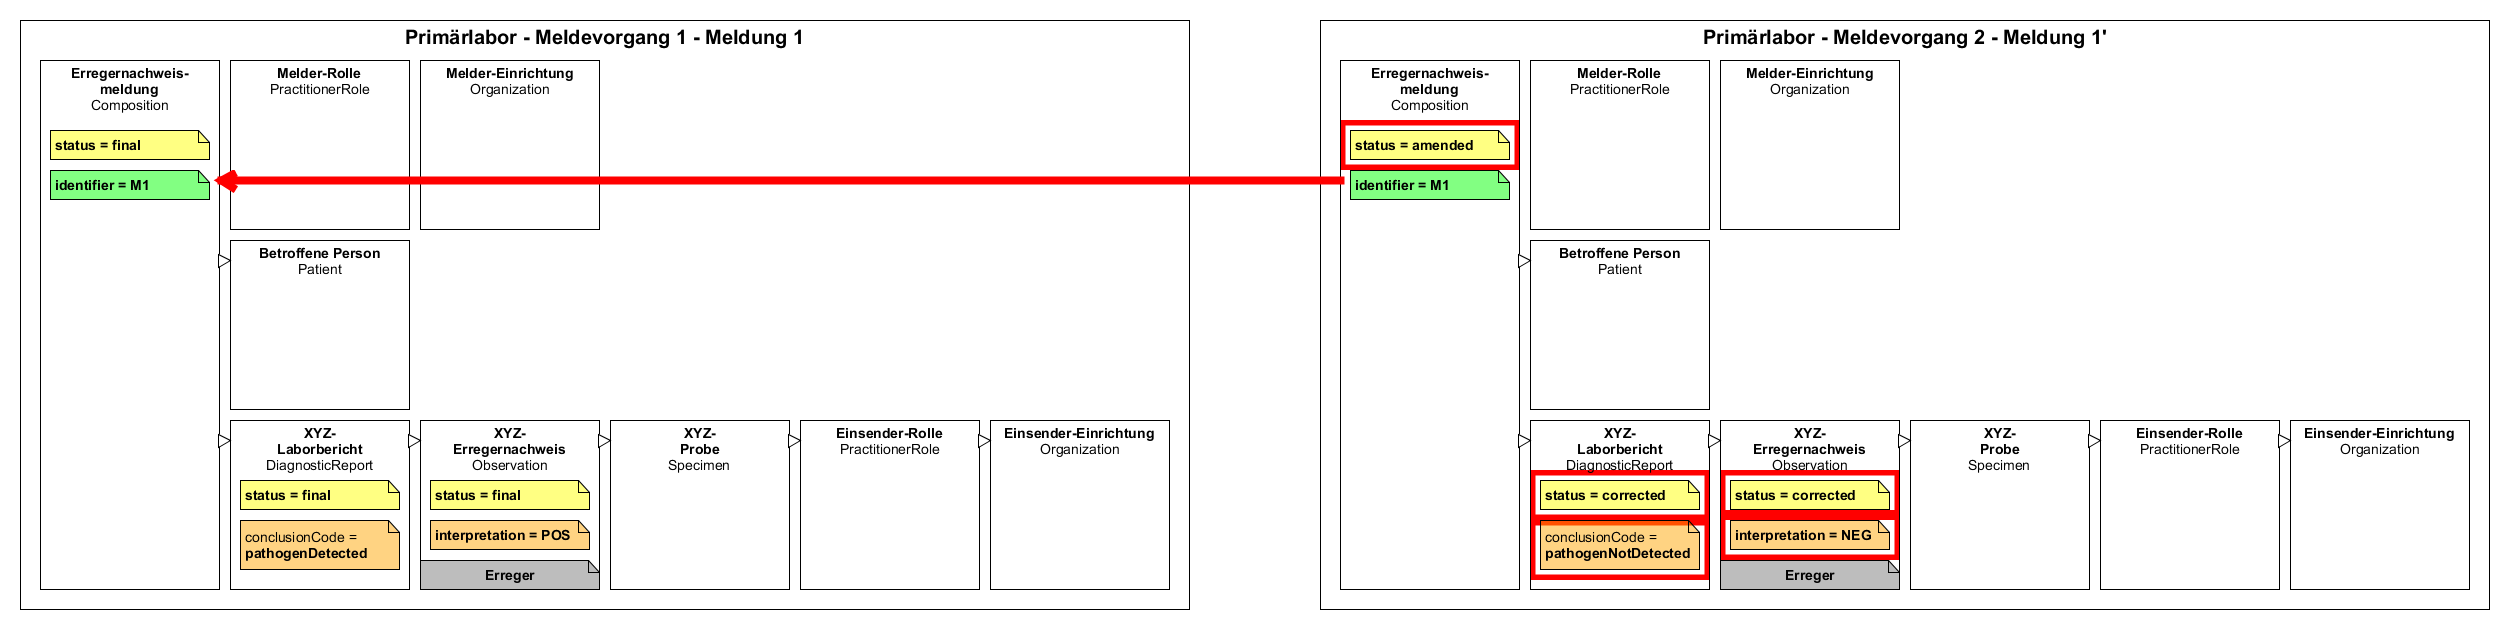 Primärlabor - Meldevorgang 1 - Meldung 1
Erregernachweis-
meldung
Composition
status = final
identifier = M1
Melder-Rolle
PractitionerRole
Melder-Einrichtung
Organization
Betroffene Person
Patient
XYZ-
Laborbericht
DiagnosticReport
status = final
conclusionCode =
pathogenDetected
XYZ-
Erregernachweis
Observation
status = final
interpretation = POS
Erreger
XYZ-
Probe
Specimen
Einsender-Rolle
PractitionerRole
Einsender-Einrichtung
Organization
Primärlabor - Meldevorgang 2 - Meldung 1'
Erregernachweis-
meldung
Composition
status = amended
identifier = M1
Melder-Rolle
PractitionerRole
Melder-Einrichtung
Organization
Betroffene Person
Patient
XYZ-
Laborbericht
DiagnosticReport
status = corrected
conclusionCode =
pathogenNotDetected
XYZ-
Erregernachweis
Observation
status = corrected
interpretation = NEG
Erreger
XYZ-
Probe
Specimen
Einsender-Rolle
PractitionerRole
Einsender-Einrichtung
Organization